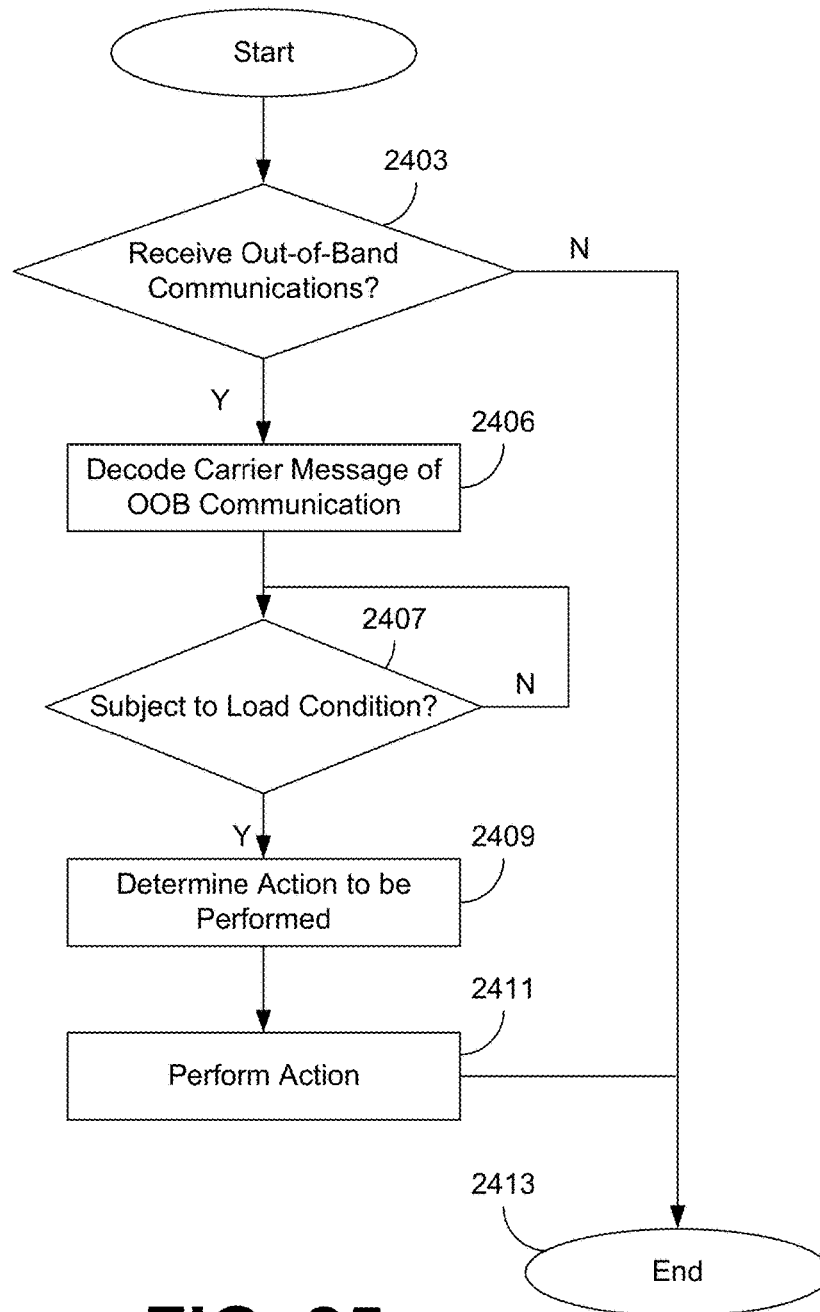 Start
2403
Receive Out-of-Band
Communications?
N
Y
2406
Decode Carrier Message of
OOB Communication
2407
Subject to Load Condition?
N
Y
2409
Determine Action to be
Performed
2411
Perform Action
2413
End